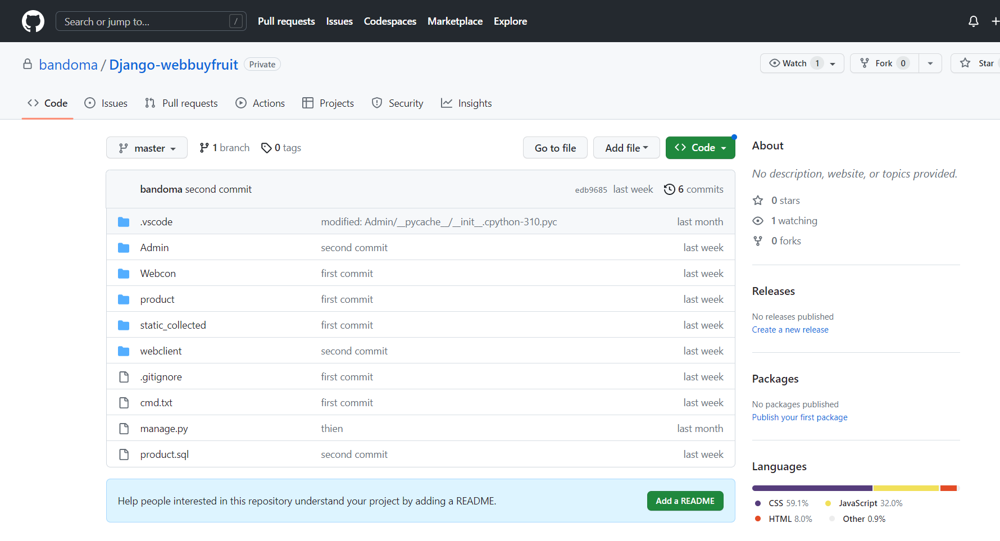 Search or jump to... /
Pull requests Issues Codespaces Marketplace Explore
bandoma / Django-webbuyfruit Private
Watch 1 Fork 0 Star
Code Issues Pull requests Actions Projects Security Insights
master 1 branch 0 tags Go to file Add file Code
bandoma second commit edb9685 last week 6 commits
.vscode modified: Admin/__pycache__/__init__.cpython-310.pyc last month
Admin second commit last week
Webcon first commit last week
product first commit last week
static_collected first commit last week
webclient second commit last week
.gitignore first commit last week
cmd.txt first commit last week
manage.py thien last month
product.sql second commit last week
Help people interested in this repository understand your project by adding a README. Add a README
About
No description, website, or topics provided.
0 stars
1 watching
0 forks
Releases
No releases published
Create a new release
Packages
No packages published
Publish your first package
Languages
CSS 59.1% JavaScript 32.0%
HTML 8.0% Other 0.9%